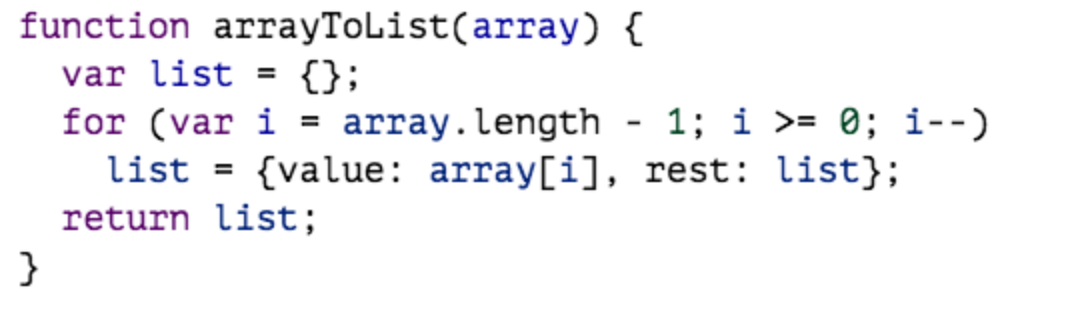 function arrayToList(array) {
  var list = {};
  for (var i = array.length - 1; i >= 0; i--)
    list = {value: array[i], rest: list};
  return list;
}